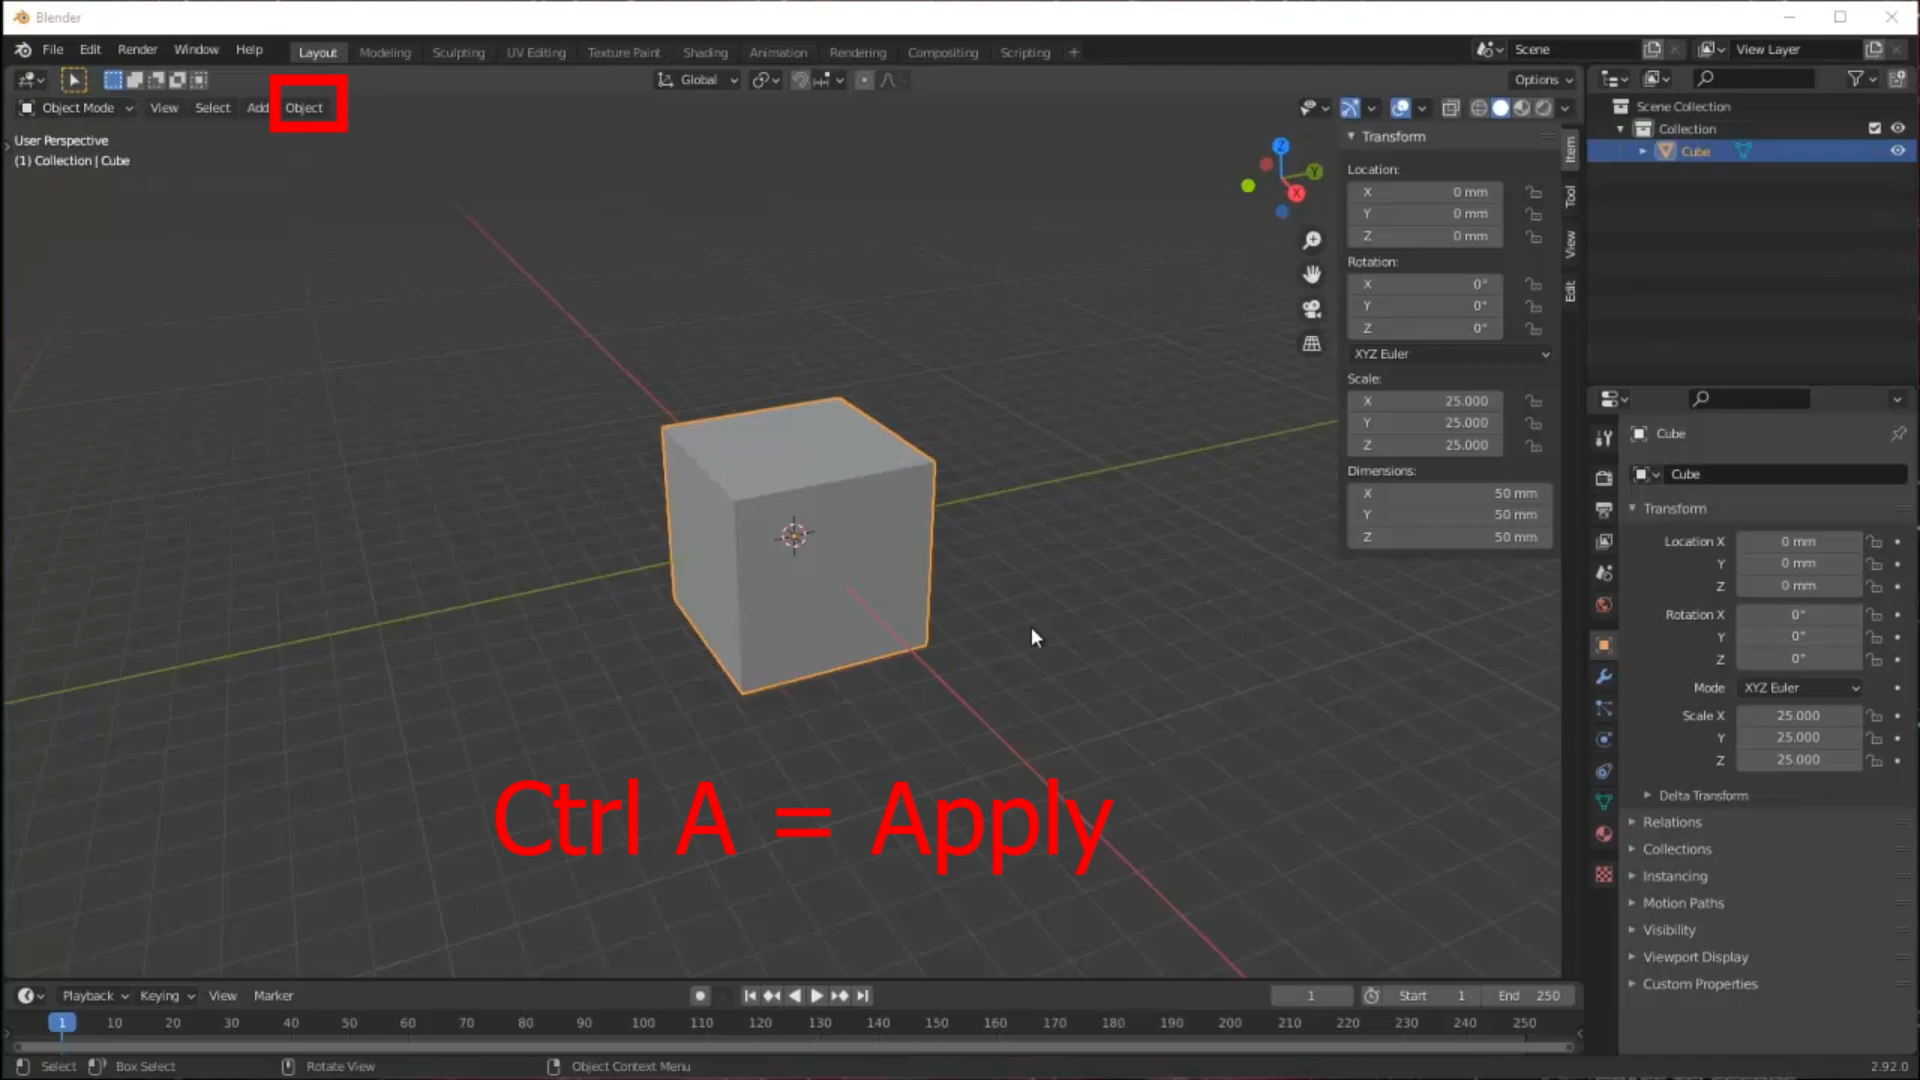 Blender
File Edit Render Window Help Layout Modeling Sculpting UV Editing Texture Paint Shading Animation Rendering Compositing Scripting + Scene View Layer
Global Options
Object Mode View Select Add Object
User Perspective
(1) Collection | Cube
Z
Y
X
Transform
Location:
X 0 mm
Y 0 mm
Z 0 mm
Rotation:
X 0°
Y 0°
Z 0°
XYZ Euler
Scale:
X 25.000
Y 25.000
Z 25.000
Dimensions:
X 50 mm
Y 50 mm
Z 50 mm
Item
Tool
View
Edit
Scene Collection
Collection
Cube
Cube
Cube
Transform
Location X 0 mm
Y 0 mm
Z 0 mm
Rotation X 0°
Y 0°
Z 0°
Mode XYZ Euler
Scale X 25.000
Y 25.000
Z 25.000
Delta Transform
Relations
Collections
Instancing
Motion Paths
Visibility
Viewport Display
Custom Properties
Ctrl A = Apply
Playback Keying View Marker 1 Start 1 End 250
1 10 20 30 40 50 60 70 80 90 100 110 120 130 140 150 160 170 180 190 200 210 220 230 240 250
Select Box Select Rotate View Object Context Menu 2.92.0